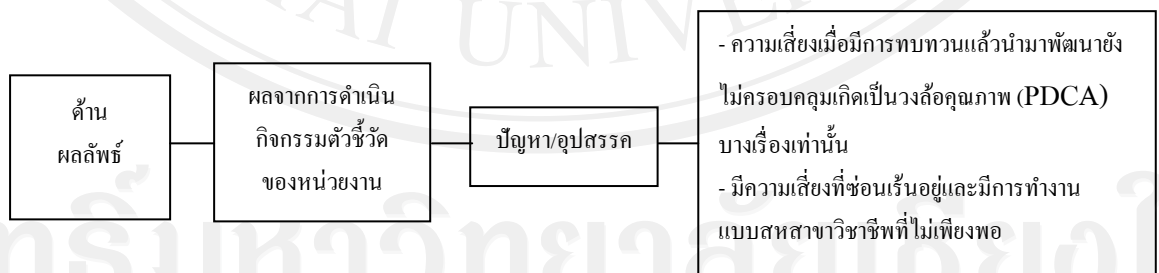 ด้าน
ผลลัพธ์
ผลจากการดำเนิน
กิจกรรมตัวชี้วัด
ของหน่วยงาน
ปัญหา/อุปสรรค
- ความเสี่ยงเมื่อมีการทบทวนแล้วนำมาพัฒนายัง
ไม่ครอบคลุมเกิดเป็นวงล้อคุณภาพ (PDCA)
บางเรื่องเท่านั้น
- มีความเสี่ยงที่ซ่อนเร้นอยู่และมีการทำงาน
แบบสหสาขาวิชาชีพที่ไม่เพียงพอ